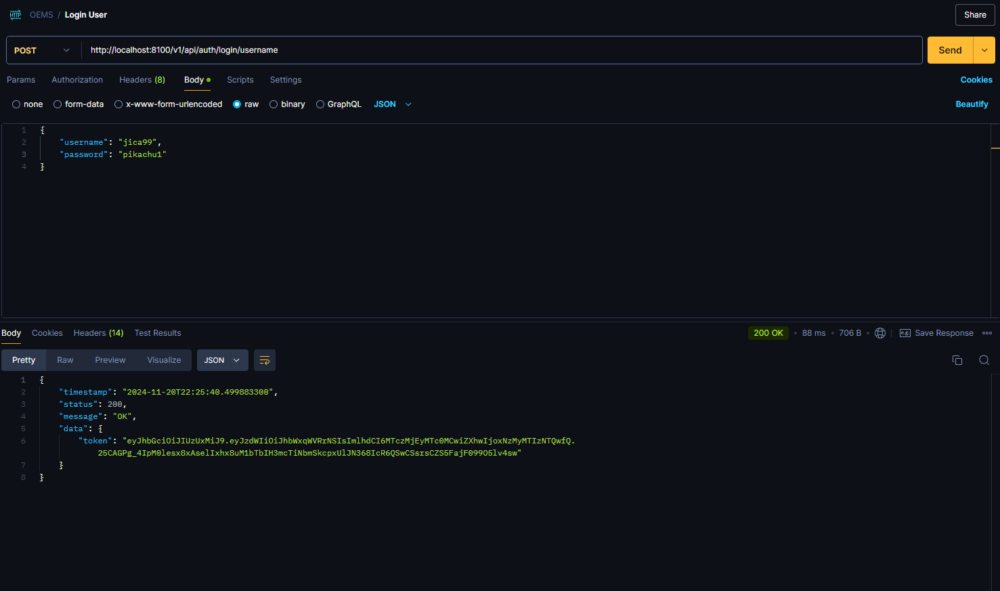 HTTP OEMS / Login User
Share
POST http://localhost:8100/v1/api/auth/login/username
Send
Params Authorization Headers (8) Body Scripts Settings Cookies
none form-data x-www-form-urlencoded raw binary GraphQL JSON Beautify
1 {
2 "username": "jica99",
3 "password": "pikachu1"
4 }
Body Cookies Headers (14) Test Results 200 OK • 88 ms • 706 B • e.g. Save Response
Pretty Raw Preview Visualize JSON
1 {
2 "timestamp": "2024-11-20T22:25:40.499883300",
3 "status": 200,
4 "message": "OK",
5 "data": {
6 "token": "eyJhbGciOiJIUzUxMiJ9.eyJzdWIiOiJhbWxqWVRrNSIsImlhdCI6MTczMjEyMTc0MCwiZXhwIjoxNzMyMTIzNTQwfQ.
25CAGPg_4IpM0lesx8xAselIxhx8uM1bTbIH3mcTiNbmSkcpxUlJN368IcR6QSwCSsrsCZS5FajF099O5lv4sw"
7 }
8 }